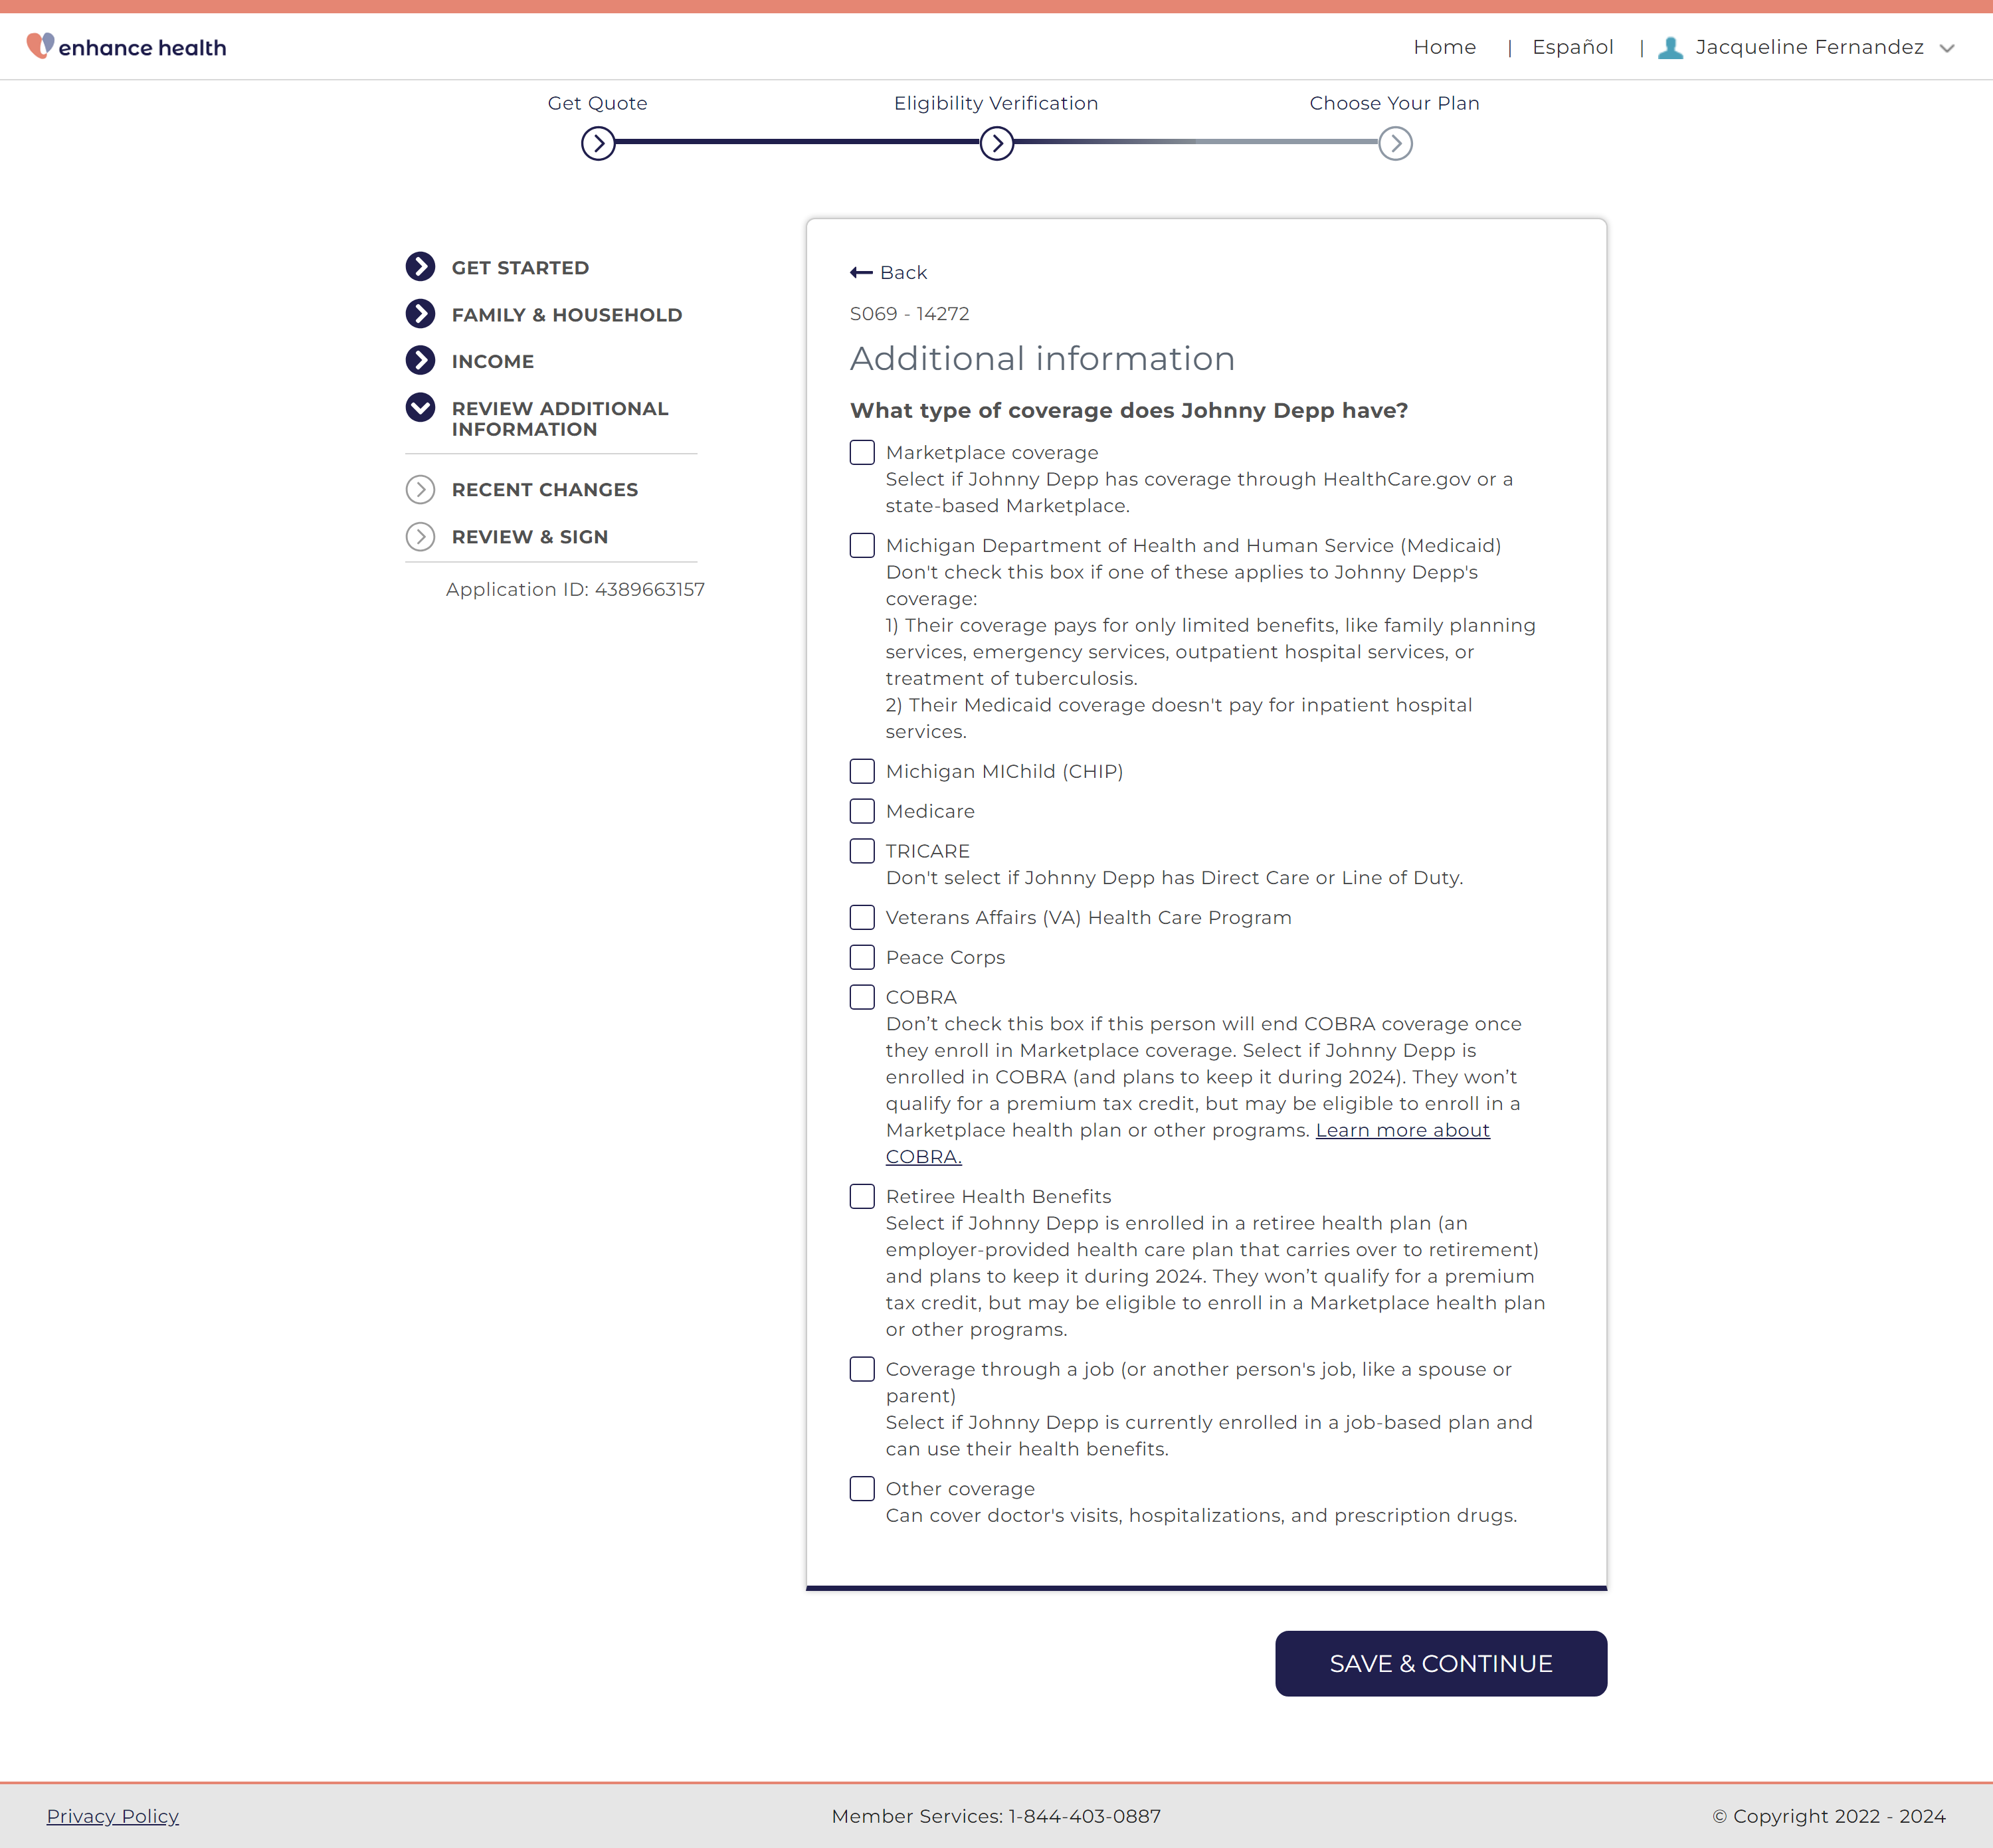 enhance health
Home | Español | Jacqueline Fernandez
Get Quote
Eligibility Verification
Choose Your Plan
GET STARTED
FAMILY & HOUSEHOLD
INCOME
REVIEW ADDITIONAL
INFORMATION
RECENT CHANGES
REVIEW & SIGN
Application ID: 4389663157
Back
S069 - 14272
Additional information
What type of coverage does Johnny Depp have?
Marketplace coverage
Select if Johnny Depp has coverage through HealthCare.gov or a
state-based Marketplace.
Michigan Department of Health and Human Service (Medicaid)
Don't check this box if one of these applies to Johnny Depp's
coverage:
1) Their coverage pays for only limited benefits, like family planning
services, emergency services, outpatient hospital services, or
treatment of tuberculosis.
2) Their Medicaid coverage doesn't pay for inpatient hospital
services.
Michigan MIChild (CHIP)
Medicare
TRICARE
Don't select if Johnny Depp has Direct Care or Line of Duty.
Veterans Affairs (VA) Health Care Program
Peace Corps
COBRA
Don’t check this box if this person will end COBRA coverage once
they enroll in Marketplace coverage. Select if Johnny Depp is
enrolled in COBRA (and plans to keep it during 2024). They won’t
qualify for a premium tax credit, but may be eligible to enroll in a
Marketplace health plan or other programs. Learn more about
COBRA.
Retiree Health Benefits
Select if Johnny Depp is enrolled in a retiree health plan (an
employer-provided health care plan that carries over to retirement)
and plans to keep it during 2024. They won’t qualify for a premium
tax credit, but may be eligible to enroll in a Marketplace health plan
or other programs.
Coverage through a job (or another person's job, like a spouse or
parent)
Select if Johnny Depp is currently enrolled in a job-based plan and
can use their health benefits.
Other coverage
Can cover doctor's visits, hospitalizations, and prescription drugs.
SAVE & CONTINUE
Privacy Policy
Member Services: 1-844-403-0887
© Copyright 2022 - 2024